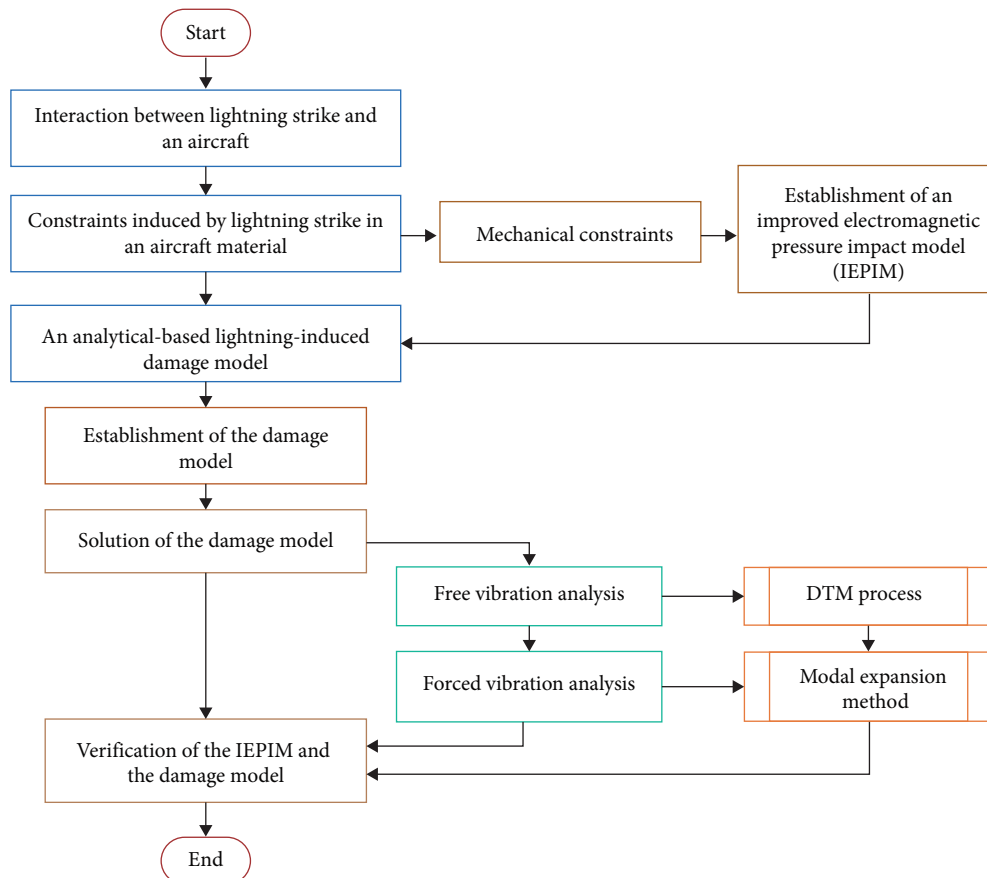 Start
Interaction between lightning strike and
an aircraft
Constraints induced by lightning strike in
an aircraft material
Mechanical constraints
Establishment of an
improved electromagnetic
pressure impact model
(IEPIM)
An analytical-based lightning-induced
damage model
Establishment of the damage
model
Solution of the damage model
Free vibration analysis
DTM process
Forced vibration analysis
Modal expansion
method
Verification of the IEPIM and
the damage model
End